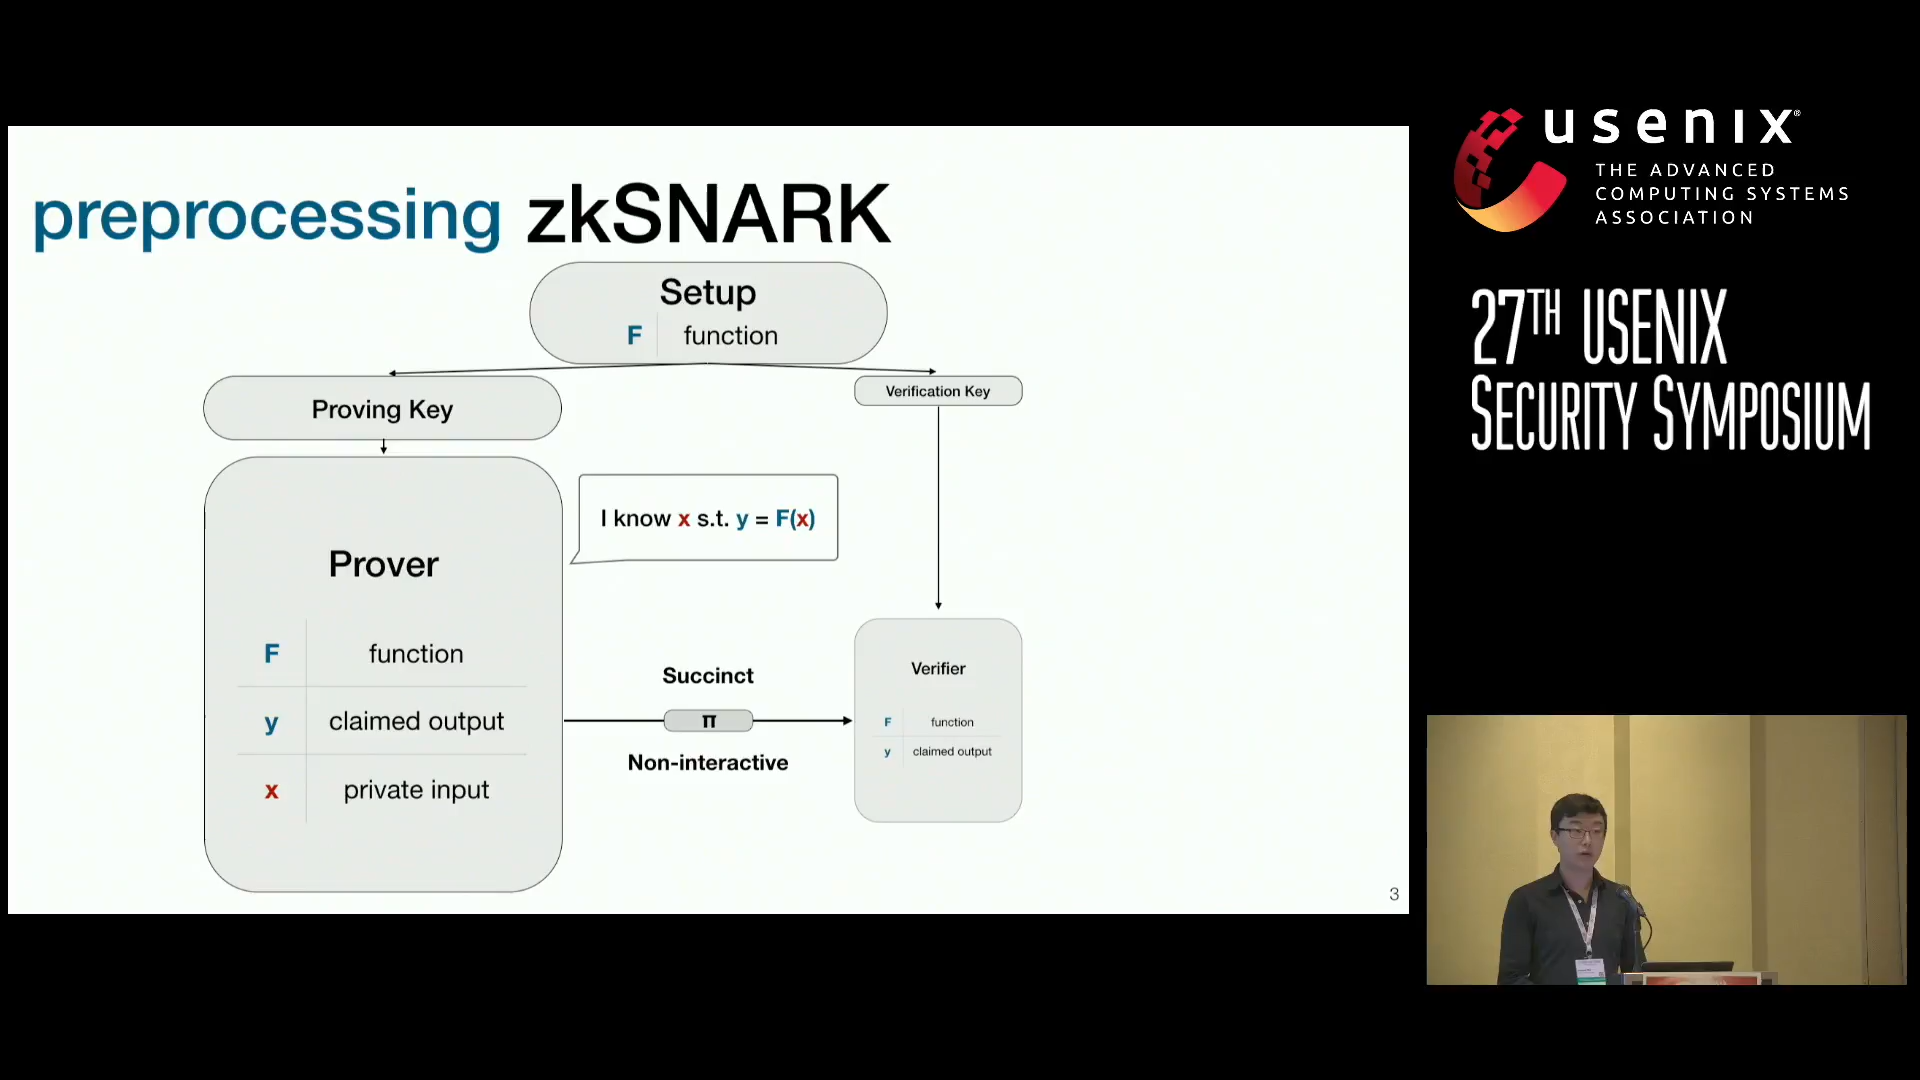 preprocessing zkSNARK
Setup
F function
Proving Key
Verification Key
I know x s.t. y = F(x)
Prover
F function
y claimed output
x private input
Succinct
π
Non-interactive
Verifier
F function
y claimed output
3
usenix®
THE ADVANCED
COMPUTING SYSTEMS
ASSOCIATION
27TH USENIX
SECURITY SYMPOSIUM